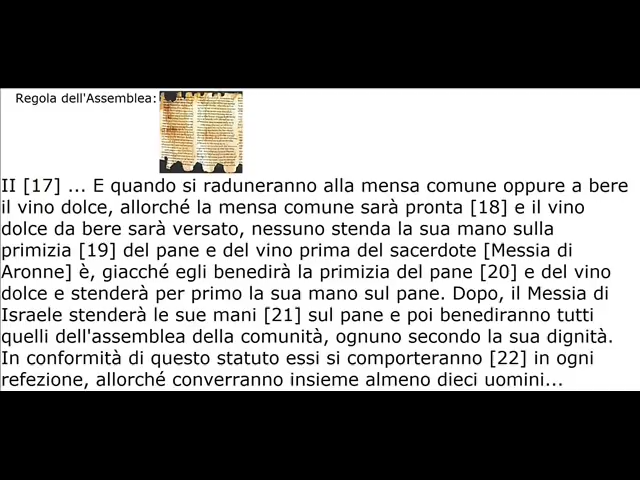 Regola dell'Assemblea:
II [17] ... E quando si raduneranno alla mensa comune oppure a bere
il vino dolce, allorché la mensa comune sarà pronta [18] e il vino
dolce da bere sarà versato, nessuno stenda la sua mano sulla
primizia [19] del pane e del vino prima del sacerdote [Messia di
Aronne] è, giacché egli benedirà la primizia del pane [20] e del vino
dolce e stenderà per primo la sua mano sul pane. Dopo, il Messia di
Israele stenderà le sue mani [21] sul pane e poi benediranno tutti
quelli dell'assemblea della comunità, ognuno secondo la sua dignità.
In conformità di questo statuto essi si comporteranno [22] in ogni
refezione, allorché converranno insieme almeno dieci uomini...